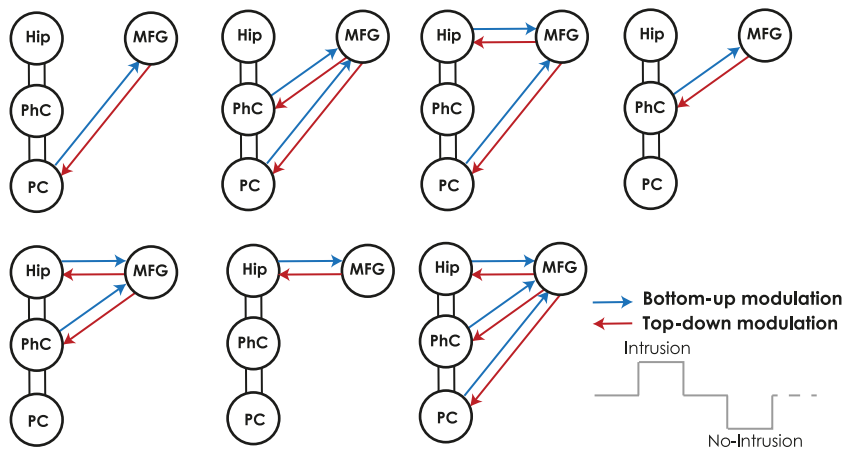 Hip MFG Hip MFG Hip MFG Hip MFG
PhC PhC PhC PhC
PC PC PC PC
Hip MFG Hip MFG Hip MFG
Bottom-up modulation
Top-down modulation
PhC PhC PhC
Intrusion
PC PC PC
No-Intrusion